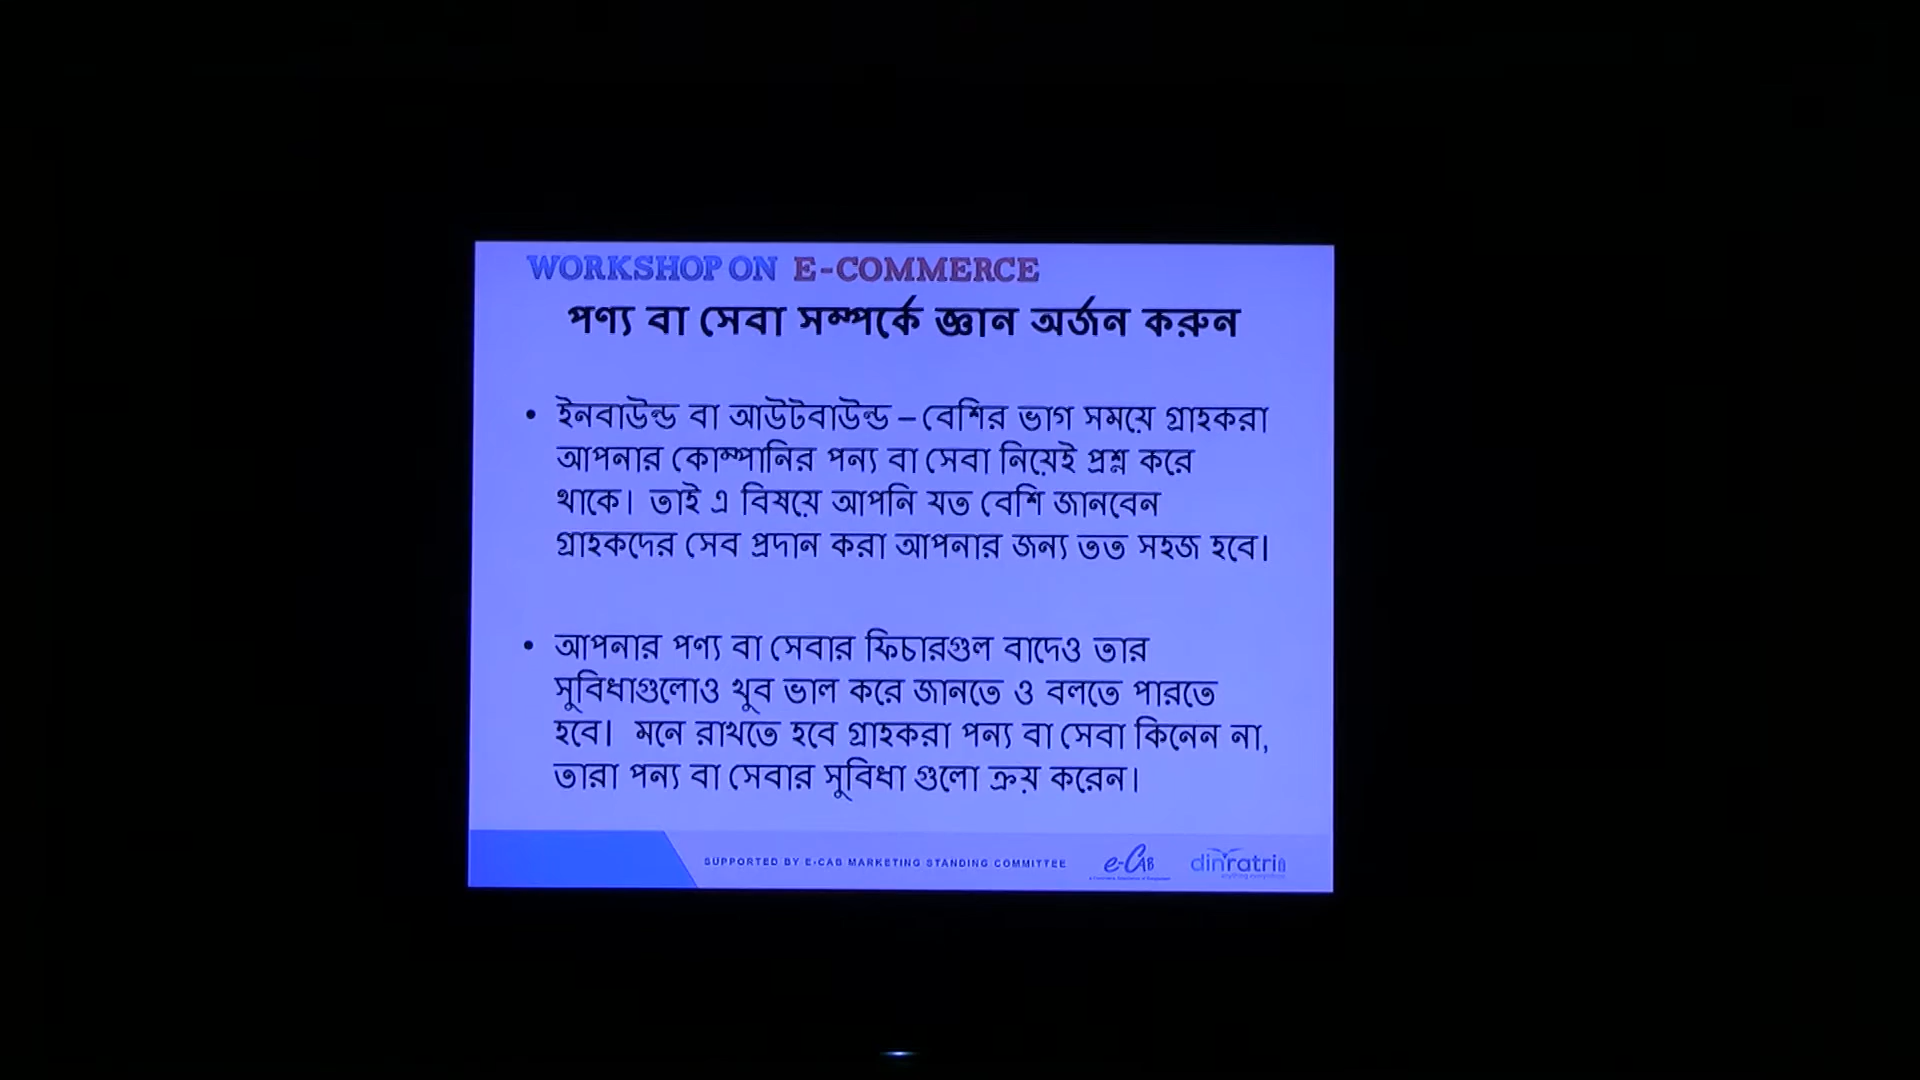 WORKSHOP ON E-COMMERCE
পণ্য বা সেবা সম্পর্কে জ্ঞান অর্জন করুন
• ইনবাউন্ড বা আউটবাউন্ড – বেশির ভাগ সময়ে গ্রাহকরা
আপনার কোম্পানির পন্য বা সেবা নিয়েই প্রশ্ন করে
থাকে। তাই এ বিষয়ে আপনি যত বেশি জানবেন
গ্রাহকদের সেব প্রদান করা আপনার জন্য তত সহজ হবে।
• আপনার পণ্য বা সেবার ফিচারগুল বাদেও তার
সুবিধাগুলোও খুব ভাল করে জানতে ও বলতে পারতে
হবে। মনে রাখতে হবে গ্রাহকরা পন্য বা সেবা কিনেন না,
তারা পন্য বা সেবার সুবিধা গুলো ক্রয় করেন।
SUPPORTED BY E-CAB MARKETING STANDING COMMITTEE
e-CAB
dinratri